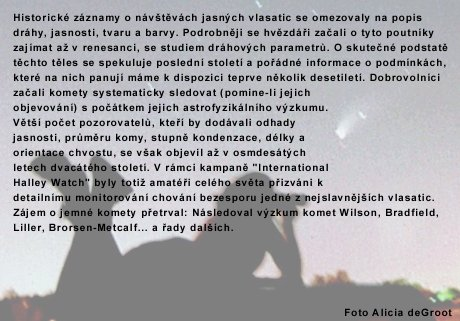 Historické záznamy o návštěvách jasných vlasatic se omezovaly na popis
dráhy, jasnosti, tvaru a barvy. Podrobněji se hvězdáři začali o tyto poutníky
zajímat až v renesanci, se studiem dráhových parametrů. O skutečné podstatě
těchto těles se spekuluje poslední století a pořádné informace o podmínkách,
které na nich panují máme k dispozici teprve několik desetiletí. Dobrovolníci
začali komety systematicky sledovat (pomine-li jejich
objevování) s počátkem jejich astrofyzikálního výzkumu.
Větší počet pozorovatelů, kteří by dodávali odhady
jasnosti, průměru komy, stupně kondenzace, délky a
orientace chvostu, se však objevil až v osmdesátých
letech dvacátého století. V rámci kampaně "International
Halley Watch" byly totiž amatéři celého světa přizváni k
detailnímu monitorování chování bezesporu jedné z nejslavnějších vlasatic.
Zájem o jemné komety přetrval: Následoval výzkum komet Wilson, Bradfield,
Liller, Brorsen-Metcalf... a řady dalších.
Foto Alicia deGroot